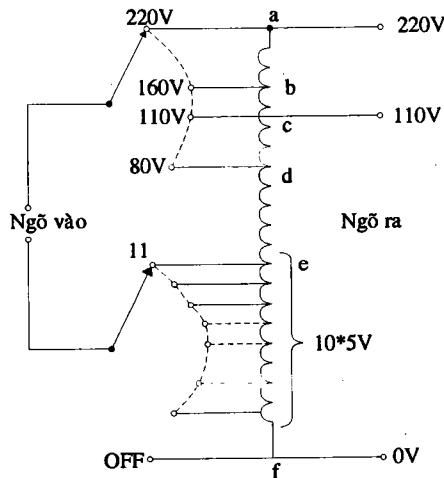 220V
a
220V
160V
b
110V
c
110V
80V
d
Ngõ vào
Ngõ ra
11
e
10*5V
OFF
f
0V